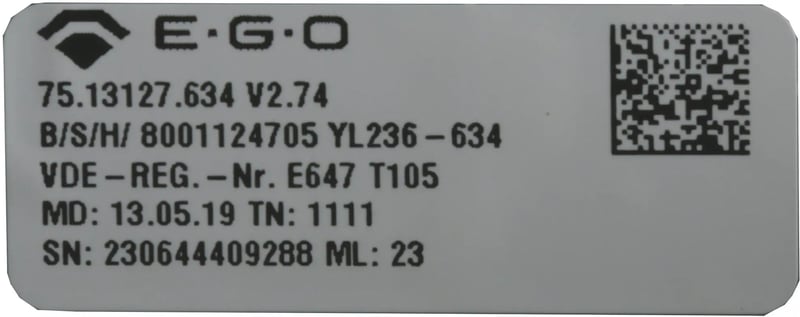 E·G·O
75.13127.634 V2.74
B/S/H/ 8001124705 YL236-634
VDE-REG.-Nr. E647 T105
MD: 13.05.19 TN: 1111
SN: 230644409288 ML: 23